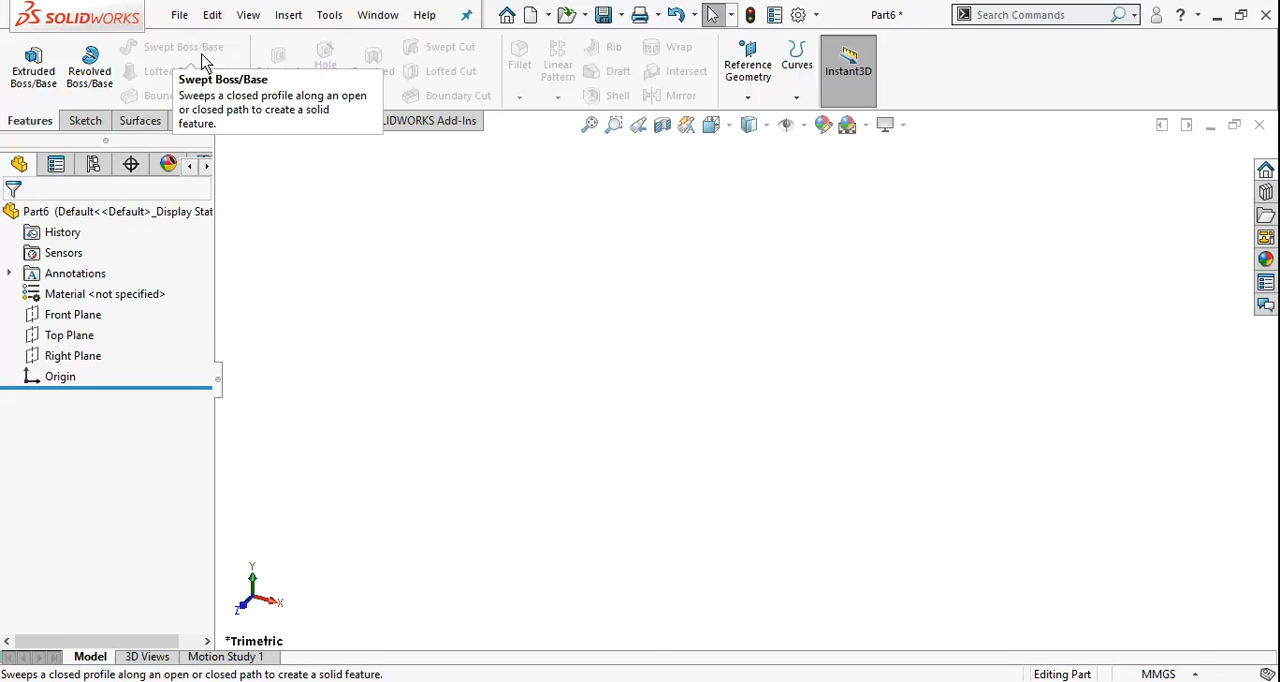 SOLIDWORKS
File Edit View Insert Tools Window Help
Part6 *
Search Commands
Extruded Boss/Base
Revolved Boss/Base
Swept Boss/Base
Lofted
Boun
Hole
Swept Cut
Lofted Cut
Boundary Cut
Fillet
Linear Pattern
Rib
Draft
Shell
Wrap
Intersect
Mirror
Reference Geometry
Curves
Instant3D
Swept Boss/Base
Sweeps a closed profile along an open
or closed path to create a solid
feature.
Features Sketch Surfaces OLIDWORKS Add-Ins
Part6 (Default<<Default>_Display Stat
History
Sensors
Annotations
Material <not specified>
Front Plane
Top Plane
Right Plane
Origin
Y
X
Z
*Trimetric
Model 3D Views Motion Study 1
Sweeps a closed profile along an open or closed path to create a solid feature.
Editing Part
MMGS